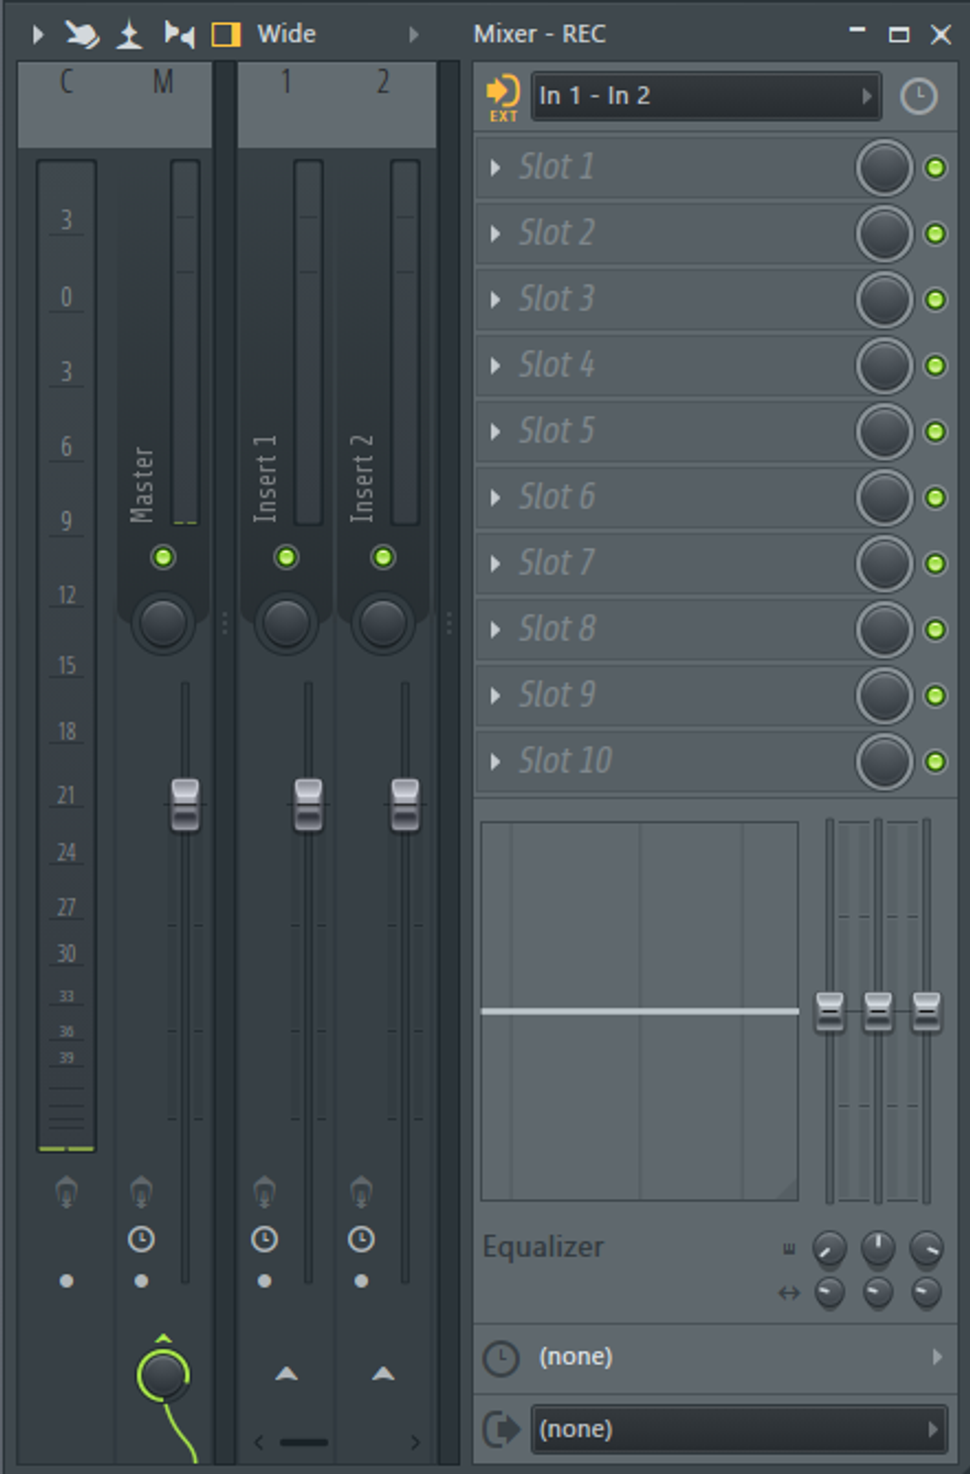 Wide
Mixer - REC
C M 1 2
EXT
In 1 - In 2
3
0
3
6
9
12
15
18
21
24
27
30
33
36
39
Master
Insert 1
Insert 2
Slot 1
Slot 2
Slot 3
Slot 4
Slot 5
Slot 6
Slot 7
Slot 8
Slot 9
Slot 10
Equalizer
(none)
(none)